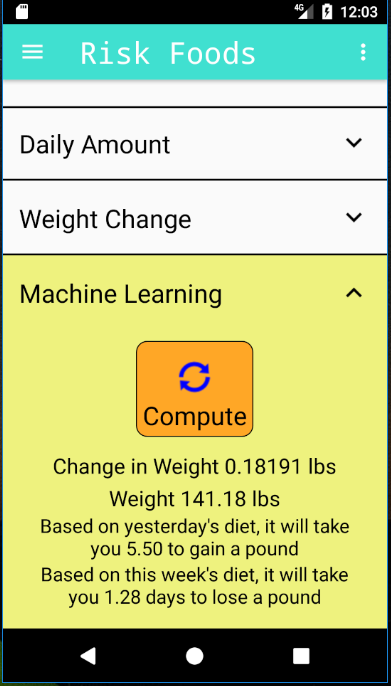 4G 12:03
Risk Foods
Daily Amount
Weight Change
Machine Learning
Compute
Change in Weight 0.18191 lbs
Weight 141.18 lbs
Based on yesterday's diet, it will take
you 5.50 to gain a pound
Based on this week's diet, it will take
you 1.28 days to lose a pound